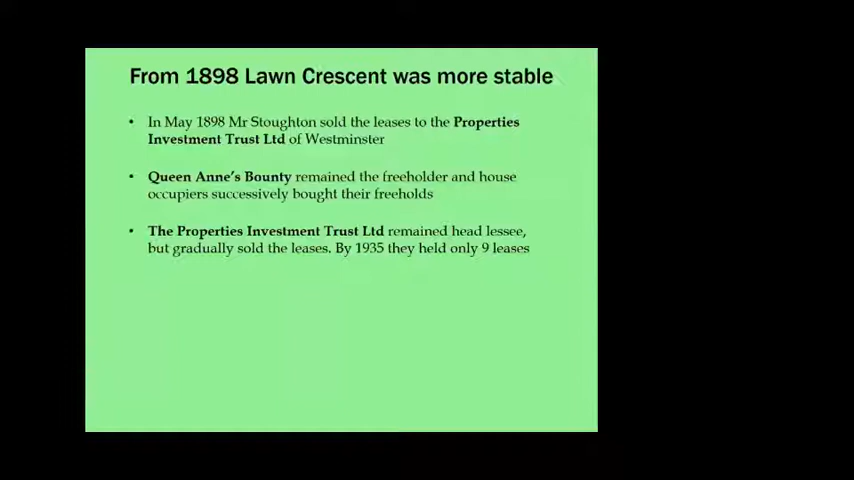 From 1898 Lawn Crescent was more stable
• In May 1898 Mr Stoughton sold the leases to the Properties
Investment Trust Ltd of Westminster
• Queen Anne's Bounty remained the freeholder and house
occupiers successively bought their freeholds
• The Properties Investment Trust Ltd remained head lessee,
but gradually sold the leases. By 1935 they held only 9 leases